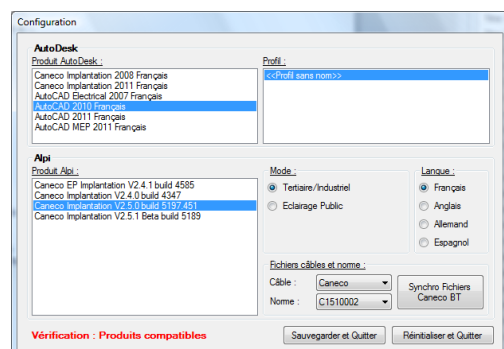 Configuration
AutoDesk
Produit AutoDesk :
Caneco Implantation 2008 Français
Caneco Implantation 2011 Français
AutoCAD Electrical 2007 Français
AutoCAD 2010 Français
AutoCAD 2011 Français
AutoCAD MEP 2011 Français
Profil :
<<Profil sans nom>>
Alpi
Produit Alpi :
Caneco EP Implantation V2.4.1 build 4585
Caneco Implantation V2.4.0 build 4347
Caneco Implantation V2.5.0 build 5197.451
Caneco Implantation V2.5.1 Beta build 5189
Mode :
Tertiaire/Industriel
Eclairage Public
Langue :
Français
Anglais
Allemand
Espagnol
Fichiers câbles et norme :
Câble : Caneco
Norme : C1510002
Synchro Fichiers
Caneco BT
Vérification : Produits compatibles
Sauvegarder et Quitter
Réinitialiser et Quitter